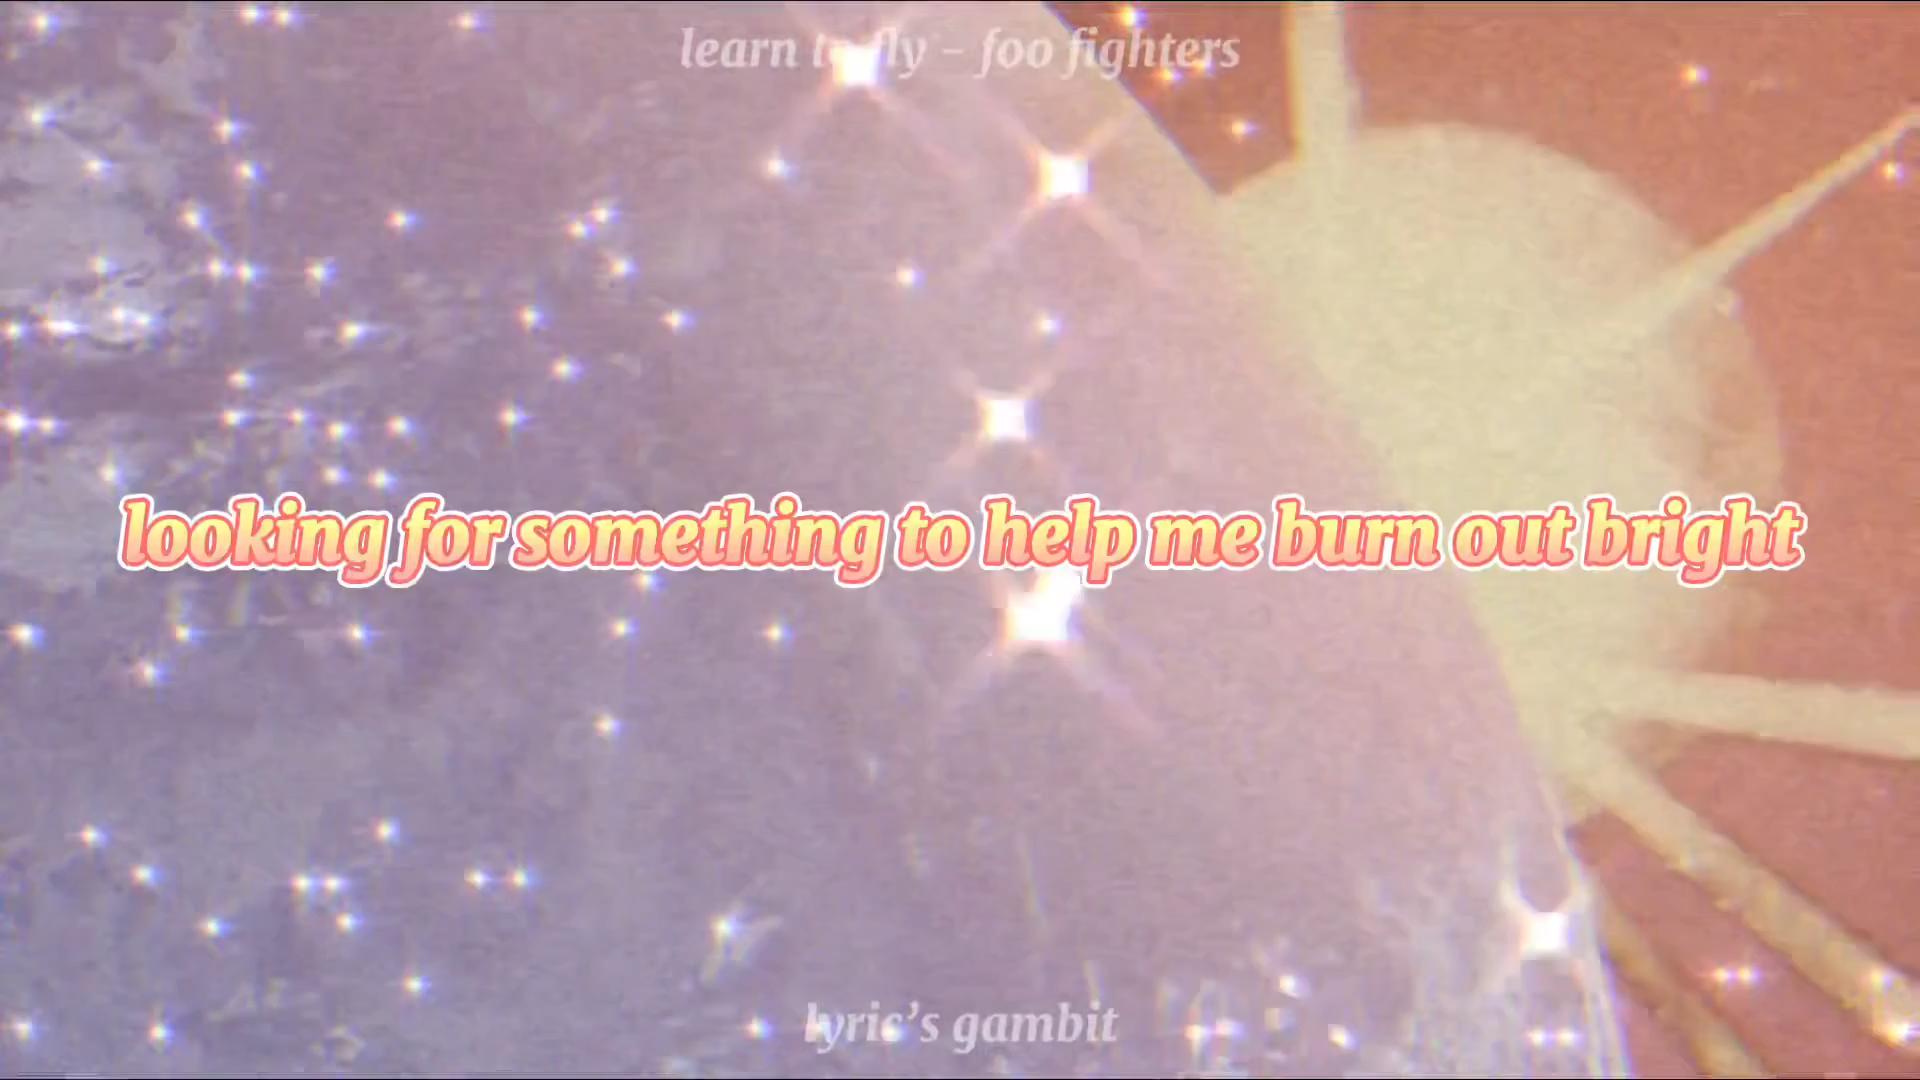 learn to fly – foo fighters
looking for something to help me burn out bright
lyric's gambit